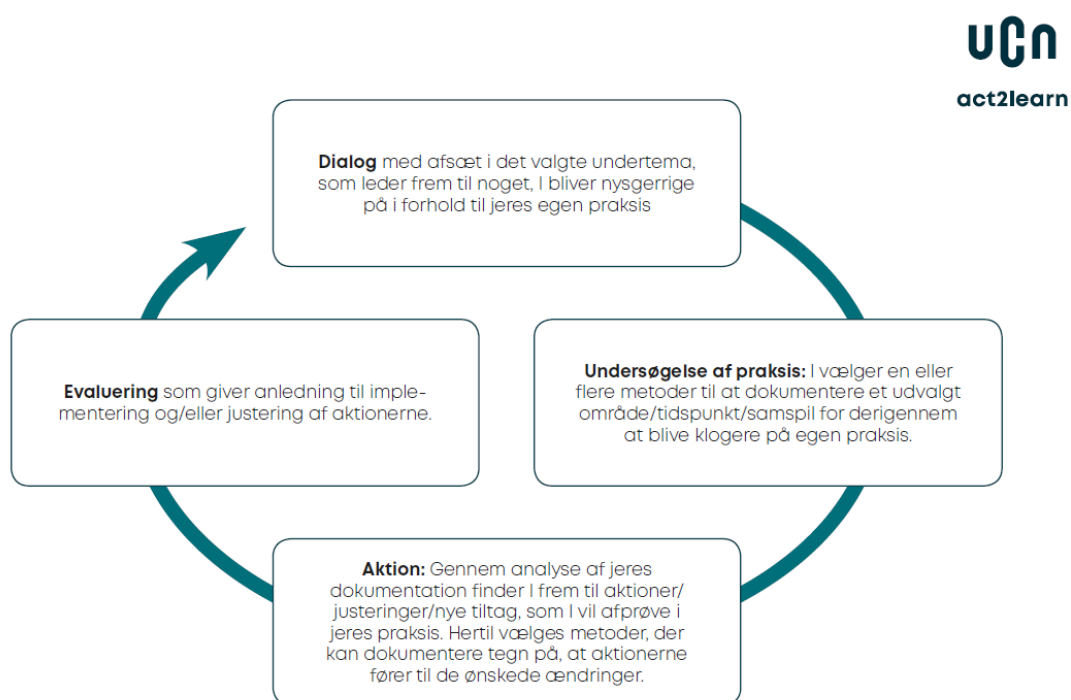 ucn
act2learn
Dialog med afsæt i det valgte undertema,
som leder frem til noget, I bliver nysgerrige
på i forhold til jeres egen praksis
Undersøgelse af praksis: I vælger en eller
flere metoder til at dokumentere et udvalgt
område/tidspunkt/samspil for derigennem
at blive klogere på egen praksis.
Aktion: Gennem analyse af jeres
dokumentation finder I frem til aktioner/
justeringer/nye tiltag, som I vil afprøve i
jeres praksis. Hertil vælges metoder, der
kan dokumentere tegn på, at aktionerne
fører til de ønskede ændringer.
Evaluering som giver anledning til imple-
mentering og/eller justering af aktionerne.